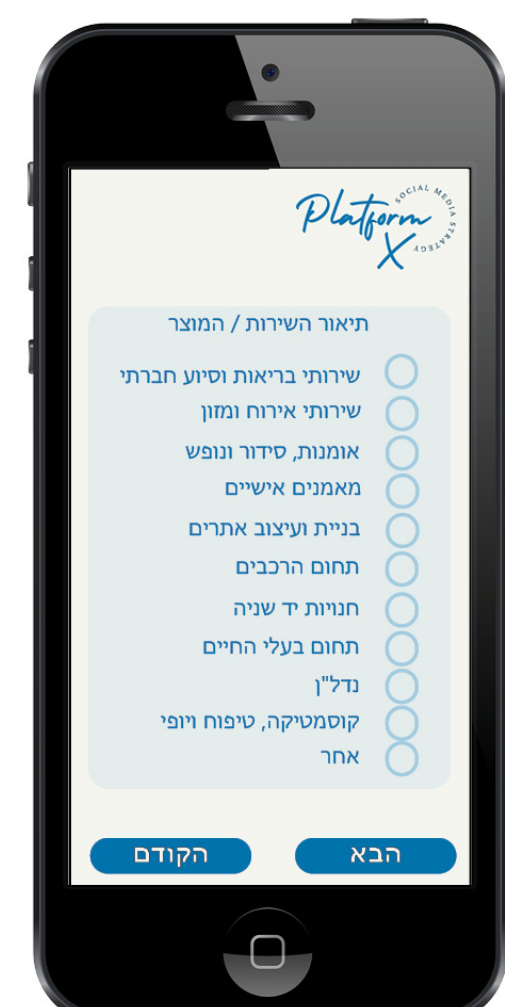 Platform X
SOCIAL MEDIA STRATEGY
תיאור השירות / המוצר
שירותי בריאות וסיוע חברתי
שירותי אירוח ומזון
אומנות, סידור ונופש
מאמנים אישיים
בניית ועיצוב אתרים
תחום הרכבים
חנויות יד שניה
תחום בעלי החיים
נדל"ן
קוסמטיקה, טיפוח ויופי
אחר
הבא
הקודם